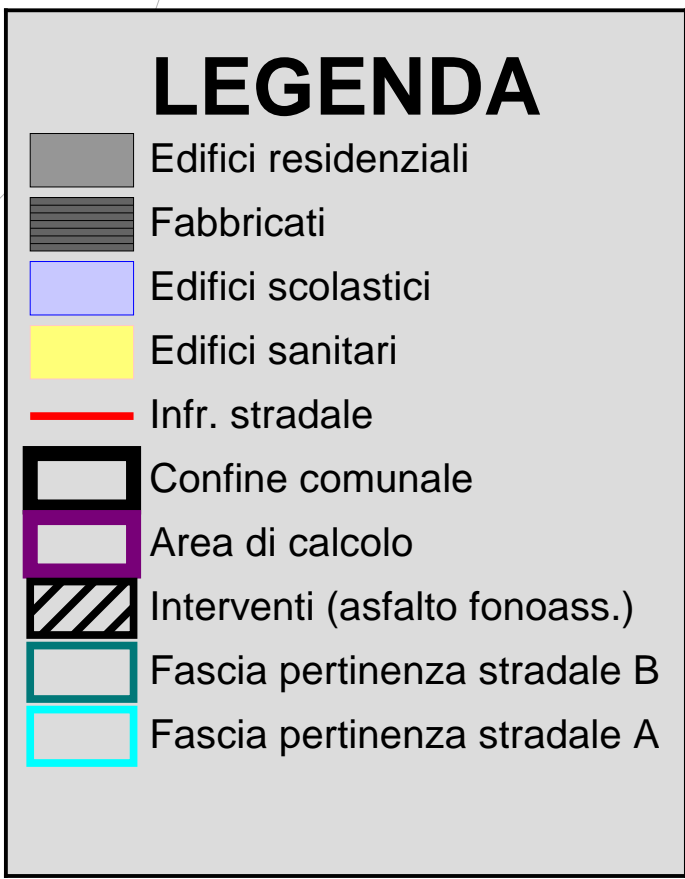 LEGENDA
Edifici residenziali
Fabbricati
Edifici scolastici
Edifici sanitari
Infr. stradale
Confine comunale
Area di calcolo
Interventi (asfalto fonoass.)
Fascia pertinenza stradale B
Fascia pertinenza stradale A